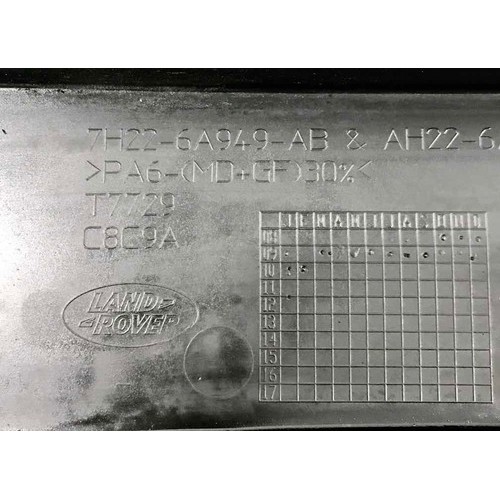 7H22-6A949-AB & AH22-6
>PA6-(MD+GF)30%<
T7729
C8C9A
LAND-
-ROVER
09
10
11
12
13
14
15
16
17